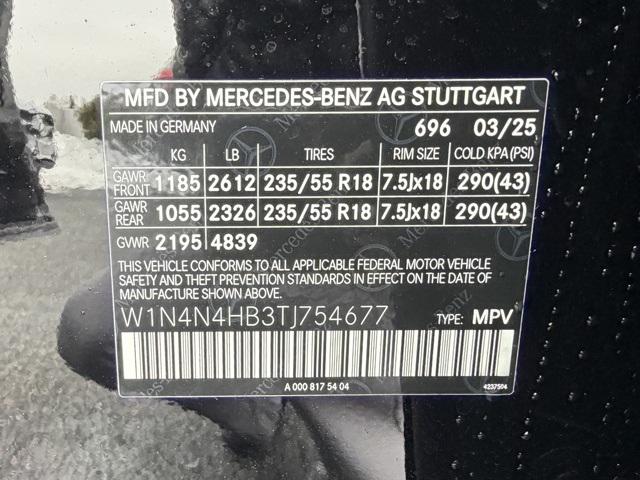 MFD BY MERCEDES-BENZ AG STUTTGART
MADE IN GERMANY 696 03/25
KG LB TIRES RIM SIZE COLD KPA(PSI)
GAWR FRONT 1185 2612 235/55 R18 7.5Jx18 290(43)
GAWR REAR 1055 2326 235/55 R18 7.5Jx18 290(43)
GVWR 2195 4839
THIS VEHICLE CONFORMS TO ALL APPLICABLE FEDERAL MOTOR VEHICLE
SAFETY AND THEFT PREVENTION STANDARDS IN EFFECT ON THE DATE OF
MANUFACTURE SHOWN ABOVE.
W1N4N4HB3TJ754677 TYPE: MPV
A 000 817 54 04 4237504